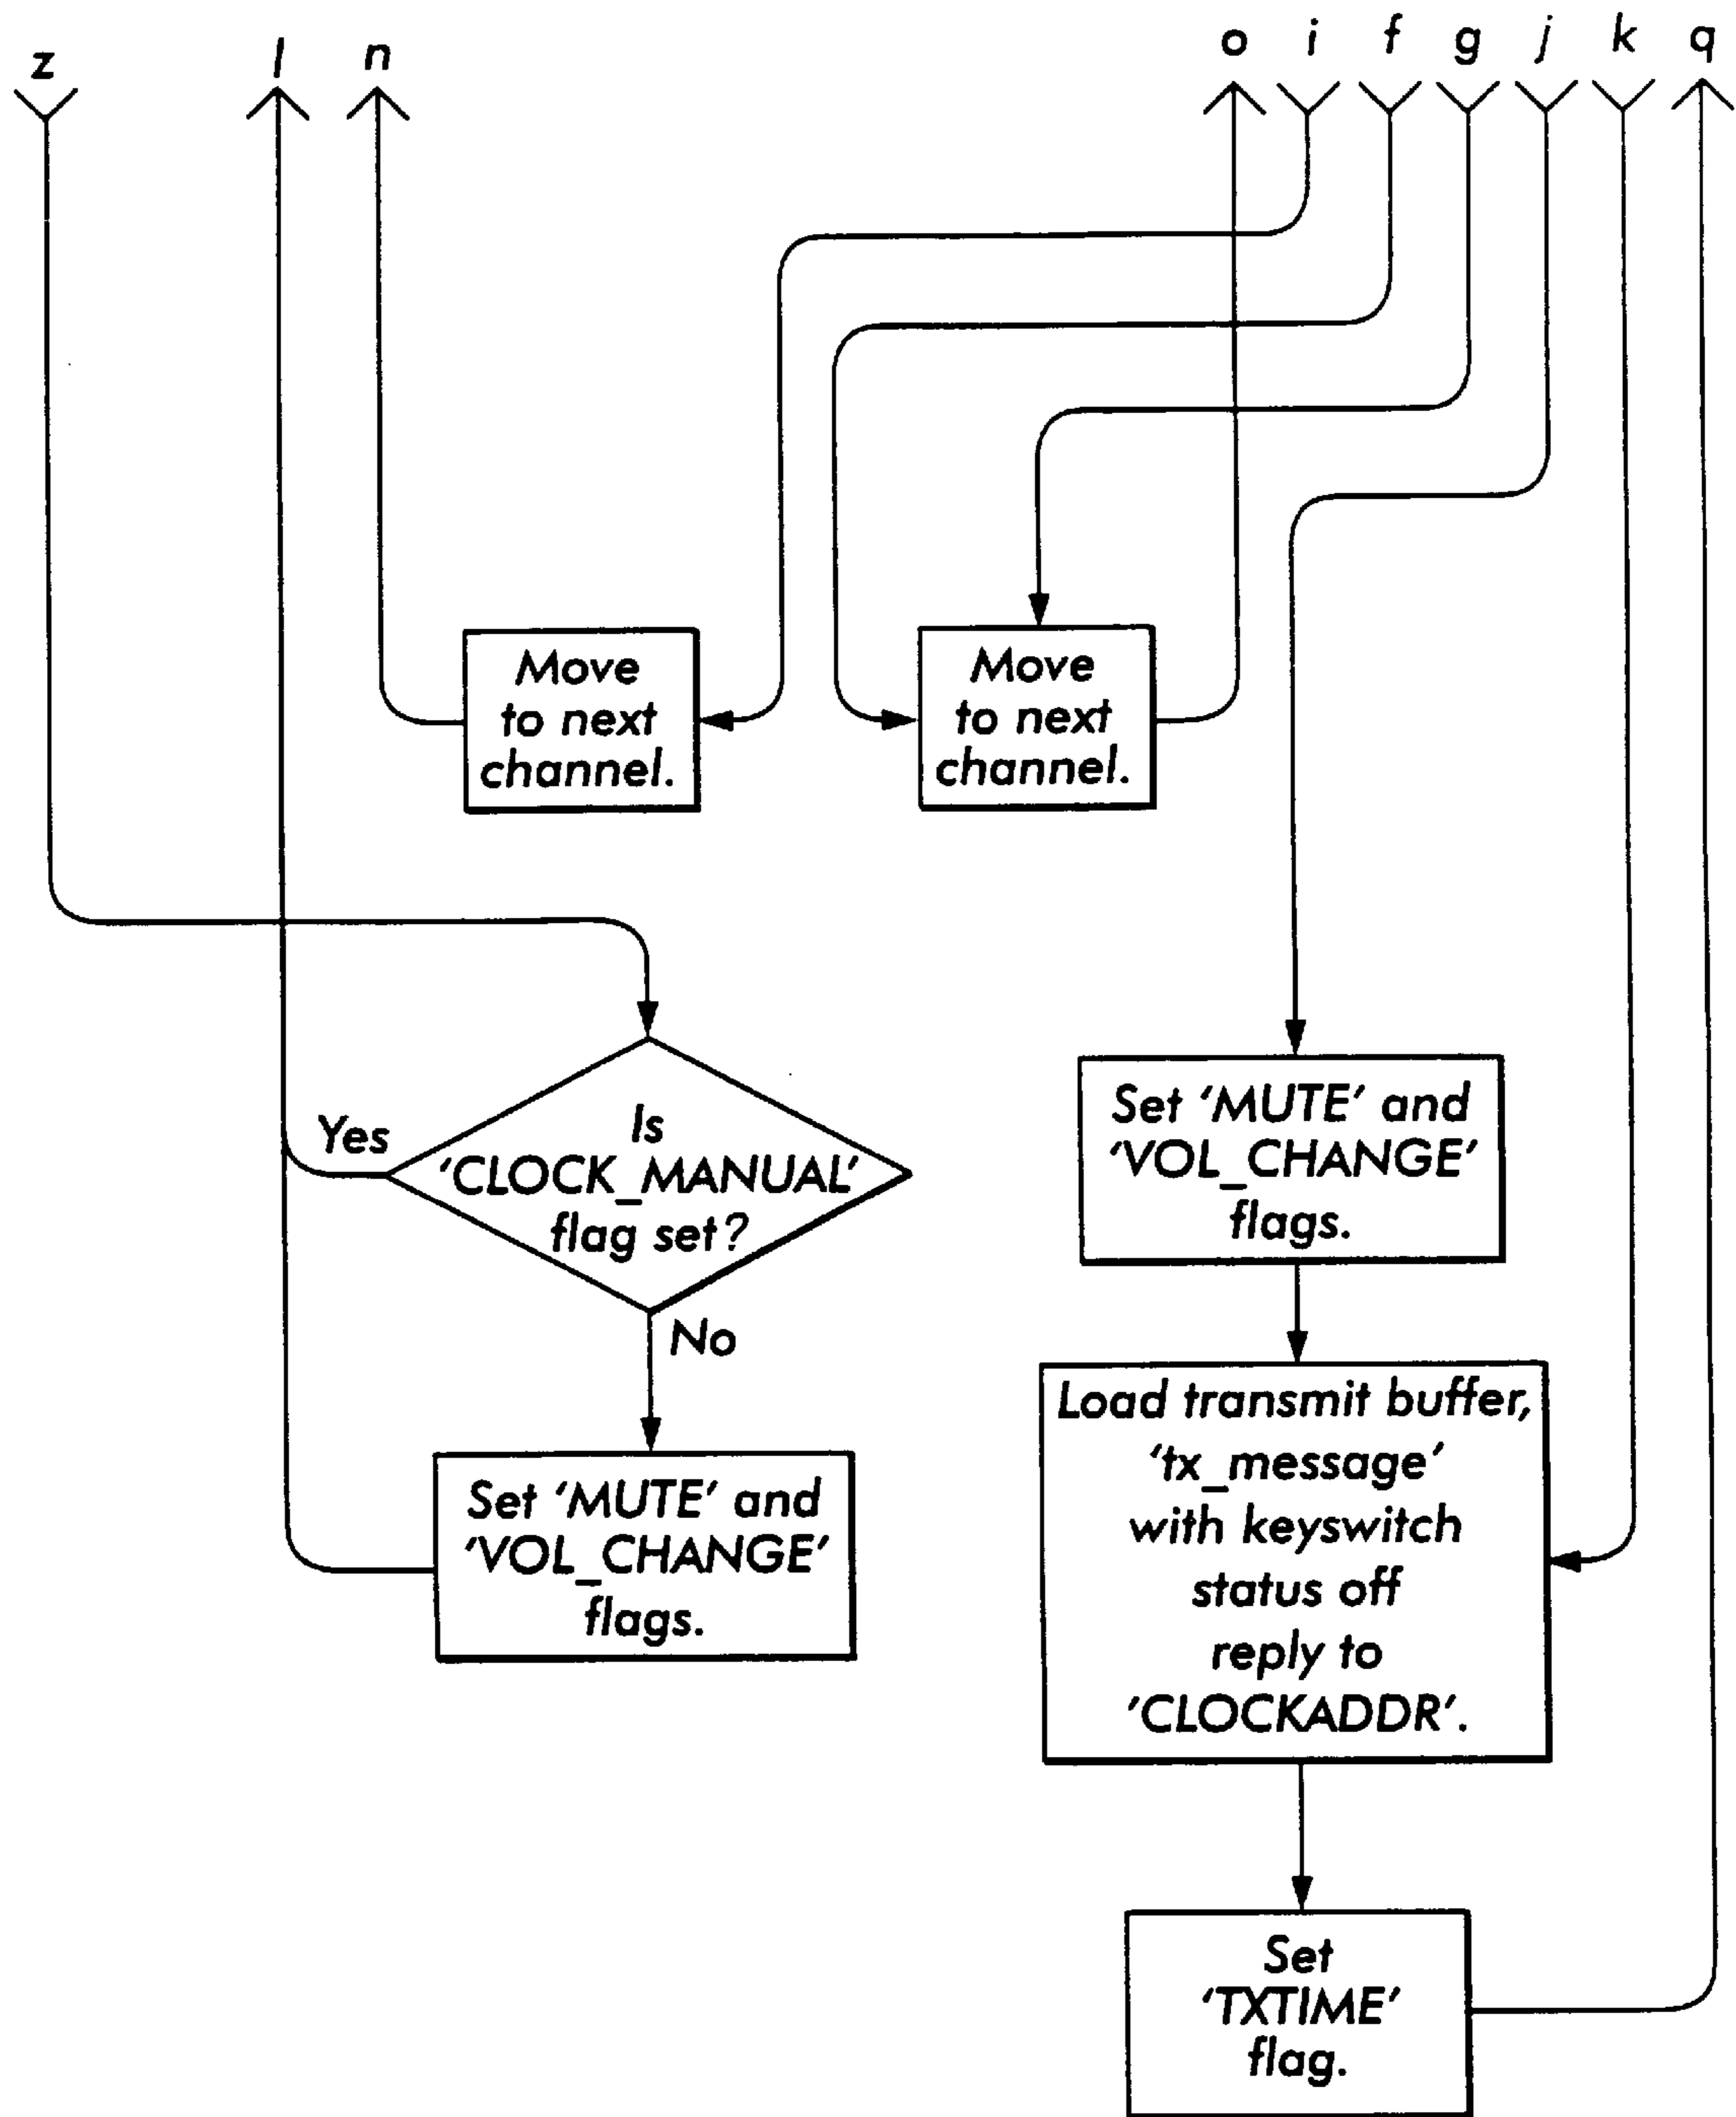 z l n o i f g j k q
Move
to next
channel.
Move
to next
channel.
Is
'CLOCK_MANUAL'
flag set?
Yes
No
Set 'MUTE' and
'VOL_CHANGE'
flags.
Set 'MUTE' and
'VOL_CHANGE'
flags.
Load transmit buffer,
'tx_message'
with keyswitch
status off
reply to
'CLOCKADDR'.
Set
'TXTIME'
flag.